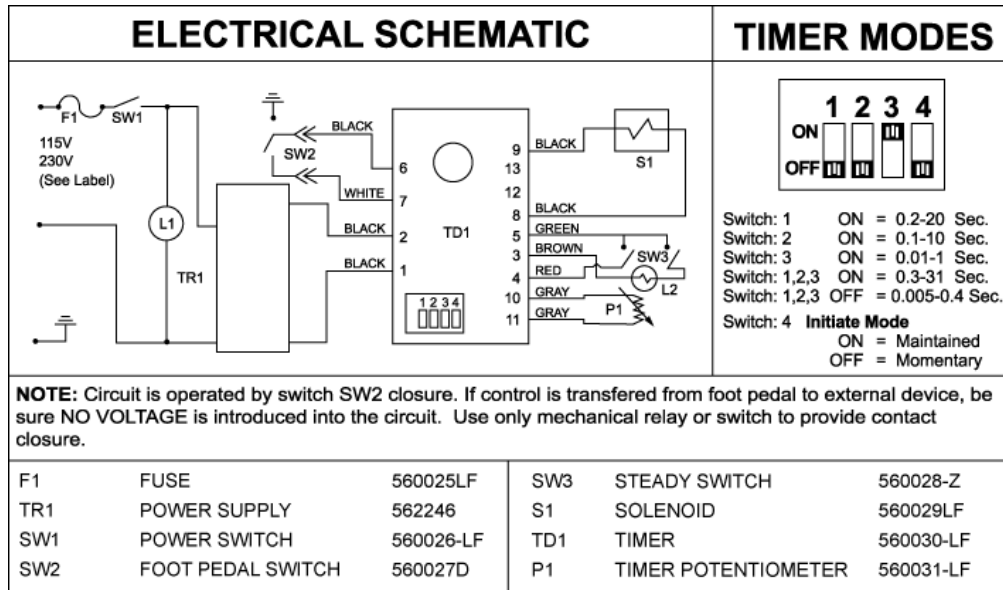 ELECTRICAL SCHEMATIC
F1
SW1
115V
230V
(See Label)
L1
TR1
SW2
BLACK
WHITE
BLACK
BLACK
6
7
2
1
TD1
1 2 3 4
9
13
12
8
5
3
4
10
11
BLACK
S1
BLACK
GREEN
BROWN
RED
GRAY
GRAY
SW3
L2
P1
TIMER MODES
1 2 3 4
ON
OFF
Switch: 1 ON = 0.2-20 Sec.
Switch: 2 ON = 0.1-10 Sec.
Switch: 3 ON = 0.01-1 Sec.
Switch: 1,2,3 ON = 0.3-31 Sec.
Switch: 1,2,3 OFF = 0.005-0.4 Sec.
Switch: 4 Initiate Mode
ON = Maintained
OFF = Momentary
NOTE: Circuit is operated by switch SW2 closure. If control is transfered from foot pedal to external device, be
sure NO VOLTAGE is introduced into the circuit. Use only mechanical relay or switch to provide contact
closure.
F1 FUSE 560025LF
TR1 POWER SUPPLY 562246
SW1 POWER SWITCH 560026-LF
SW2 FOOT PEDAL SWITCH 560027D
SW3 STEADY SWITCH 560028-Z
S1 SOLENOID 560029LF
TD1 TIMER 560030-LF
P1 TIMER POTENTIOMETER 560031-LF